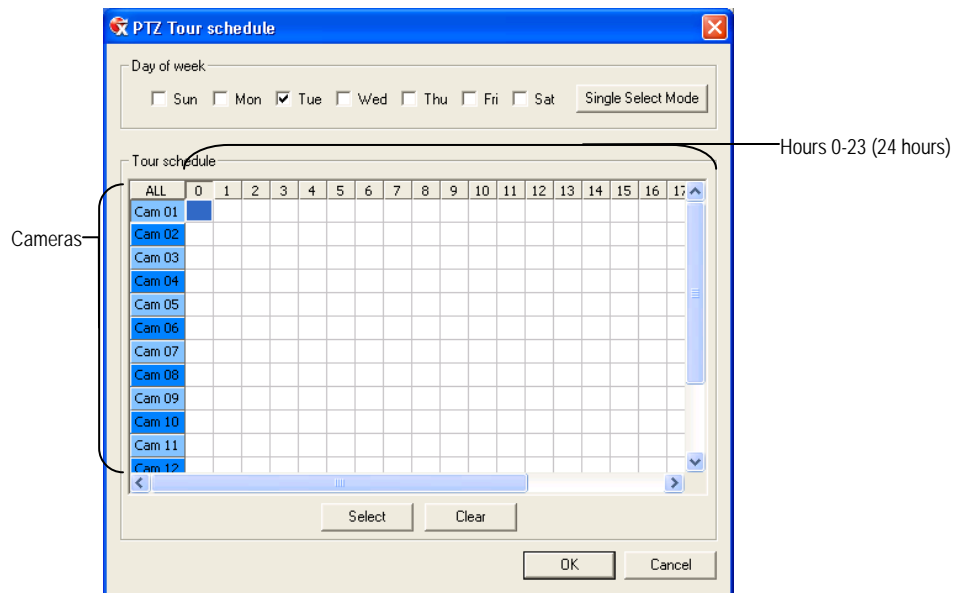 PTZ Tour schedule
Day of week
Sun Mon Tue Wed Thu Fri Sat Single Select Mode
Hours 0-23 (24 hours)
Tour schedule
ALL 0 1 2 3 4 5 6 7 8 9 10 11 12 13 14 15 16 17
Cam 01
Cameras
Cam 02
Cam 03
Cam 04
Cam 05
Cam 06
Cam 07
Cam 08
Cam 09
Cam 10
Cam 11
Cam 12
Select Clear
OK Cancel